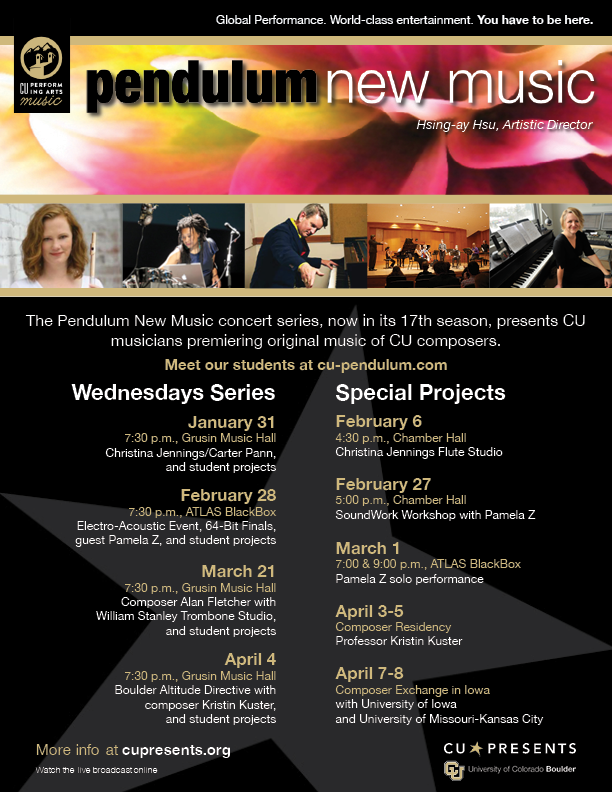 Global Performance. World-class entertainment. You have to be here.
CU PERFORM
ING ARTS
music
pendulum new music
Hsing-ay Hsu, Artistic Director
The Pendulum New Music concert series, now in its 17th season, presents CU
musicians premiering original music of CU composers.
Meet our students at cu-pendulum.com
Wednesdays Series
January 31
7:30 p.m., Grusin Music Hall
Christina Jennings/Carter Pann,
and student projects
February 28
7:30 p.m., ATLAS BlackBox
Electro-Acoustic Event, 64-Bit Finals,
guest Pamela Z, and student projects
March 21
7:30 p.m., Grusin Music Hall
Composer Alan Fletcher with
William Stanley Trombone Studio,
and student projects
April 4
7:30 p.m., Grusin Music Hall
Boulder Altitude Directive with
composer Kristin Kuster,
and student projects
Special Projects
February 6
4:30 p.m., Chamber Hall
Christina Jennings Flute Studio
February 27
5:00 p.m., Chamber Hall
SoundWork Workshop with Pamela Z
March 1
7:00 & 9:00 p.m., ATLAS BlackBox
Pamela Z solo performance
April 3-5
Composer Residency
Professor Kristin Kuster
April 7-8
Composer Exchange in Iowa
with University of Iowa
and University of Missouri-Kansas City
More info at cupresents.org
Watch the live broadcast online
CU PRESENTS
CU University of Colorado Boulder